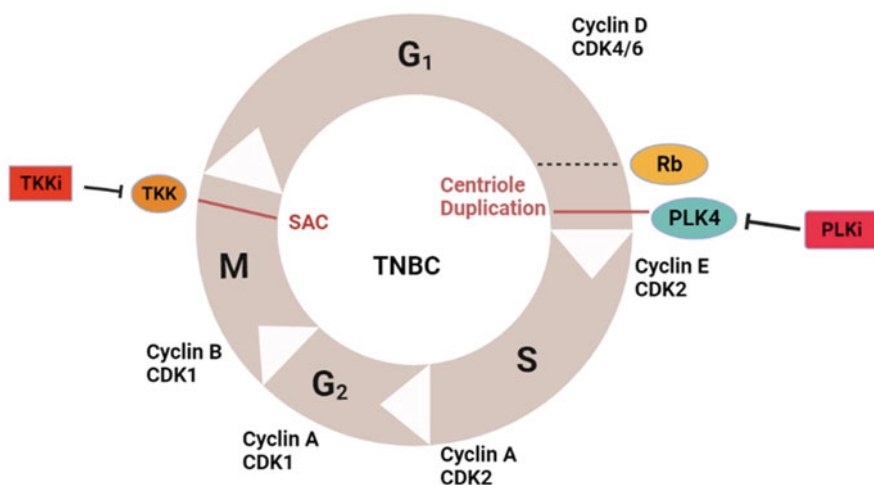 G1
Cyclin D
CDK4/6
Rb
TKKi
TKK
SAC
Centriole
Duplication
PLK4
PLKi
M
TNBC
Cyclin E
CDK2
S
Cyclin B
CDK1
G2
Cyclin A
CDK1
Cyclin A
CDK2